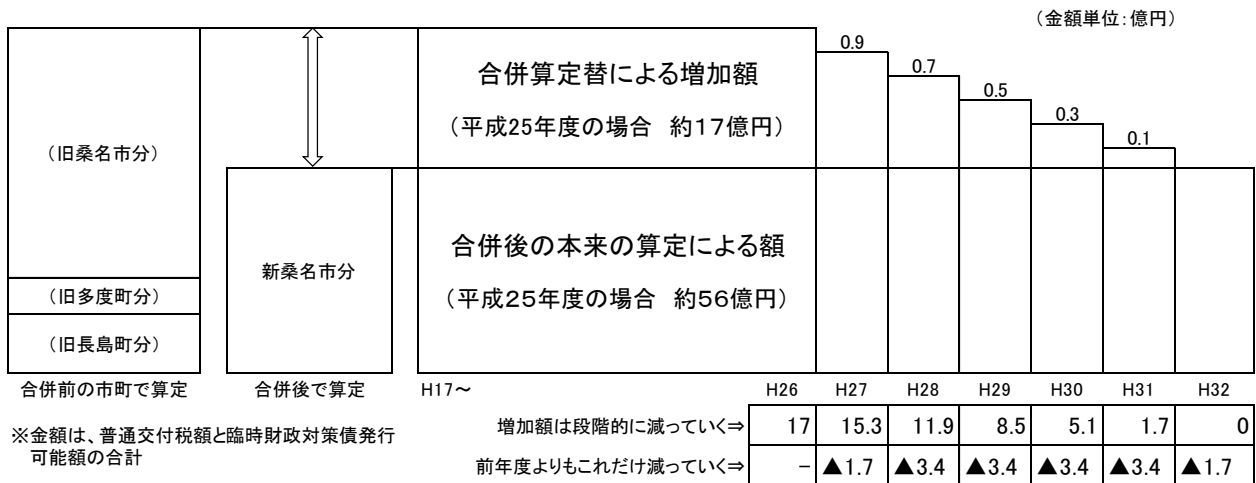 （金額単位：億円）
（旧桑名市分）
（旧多度町分）
（旧長島町分）
合併前の市町で算定
新桑名市分
合併後で算定
合併算定替による増加額
（平成25年度の場合　約17億円）
合併後の本来の算定による額
（平成25年度の場合　約56億円）
0.9
0.7
0.5
0.3
0.1
H17～ H26 H27 H28 H29 H30 H31 H32
増加額は段階的に減っていく⇒ 17 15.3 11.9 8.5 5.1 1.7 0
前年度よりもこれだけ減っていく⇒ － ▲1.7 ▲3.4 ▲3.4 ▲3.4 ▲3.4 ▲1.7
※金額は、普通交付税額と臨時財政対策債発行
可能額の合計